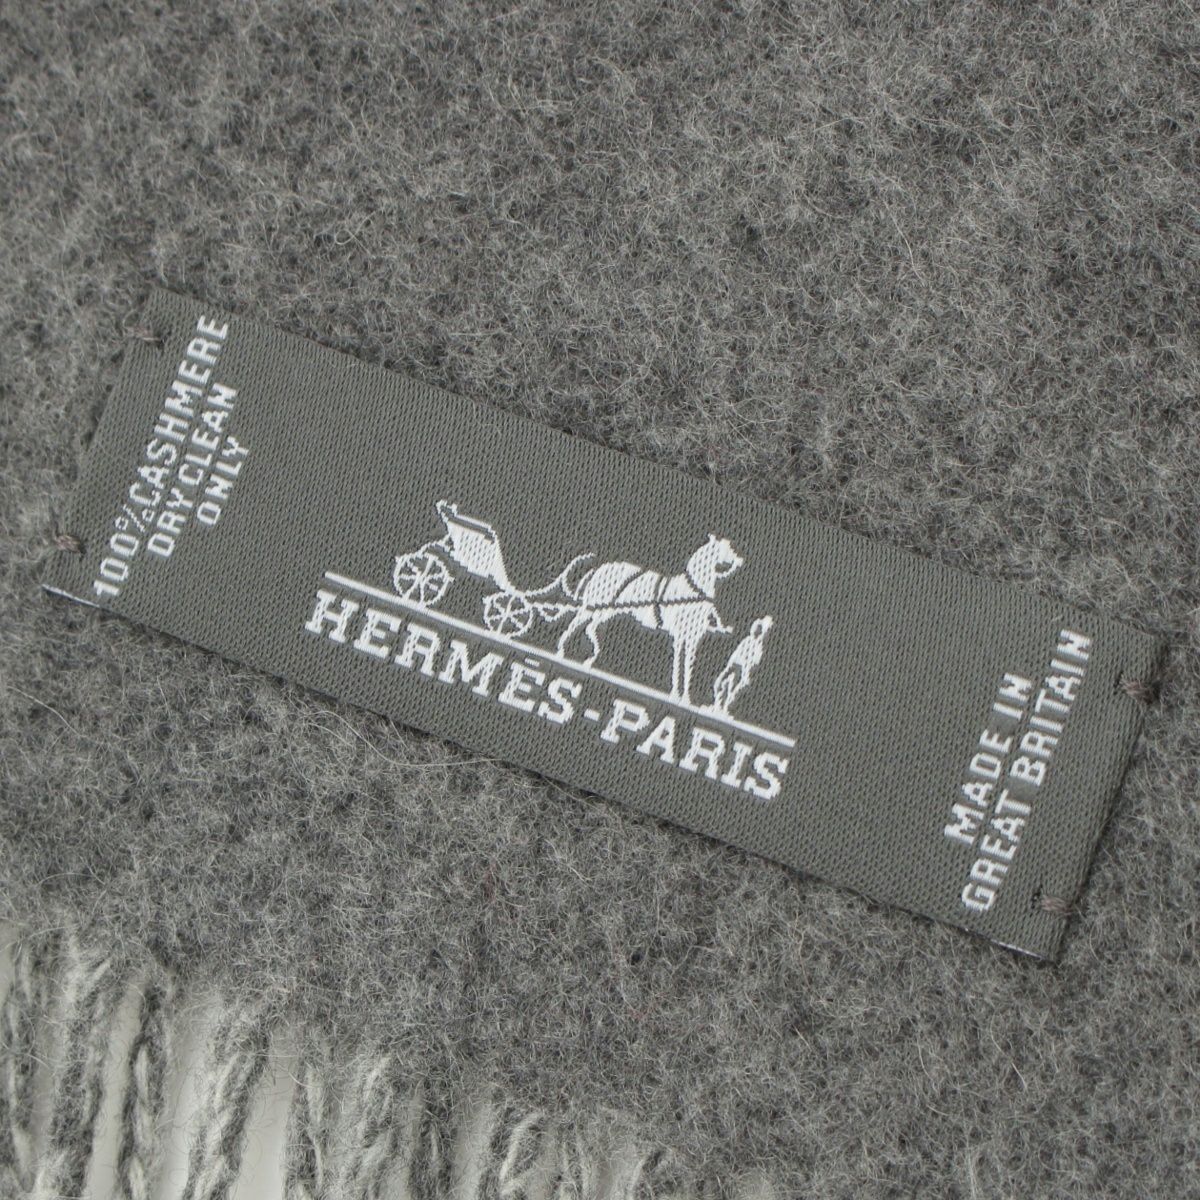 100%CASHMERE
DRY CLEAN
ONLY
HERMÈS-PARIS
MADE IN
GREAT BRITAIN